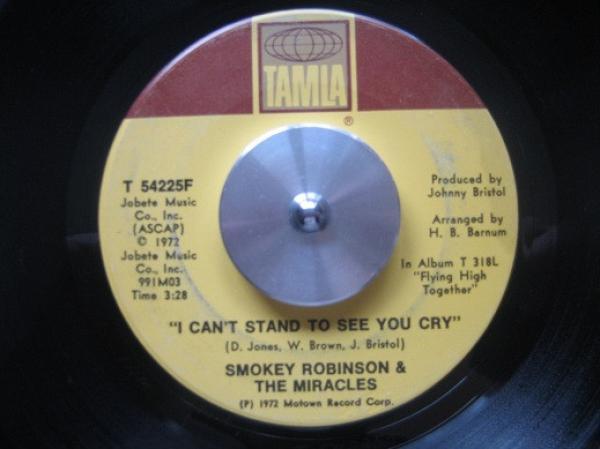 TAMLA
®
T 54225F
Jobete Music
Co., Inc.
(ASCAP)
© 1972
Jobete Music
Co., Inc.
991M03
Time 3:28
Produced by
Johnny Bristol
Arranged by
H. B. Barnum
In Album T 318L
"Flying High
Together"
"I CAN'T STAND TO SEE YOU CRY"
(D. Jones, W. Brown, J. Bristol)
SMOKEY ROBINSON &
THE MIRACLES
(P) 1972 Motown Record Corp.